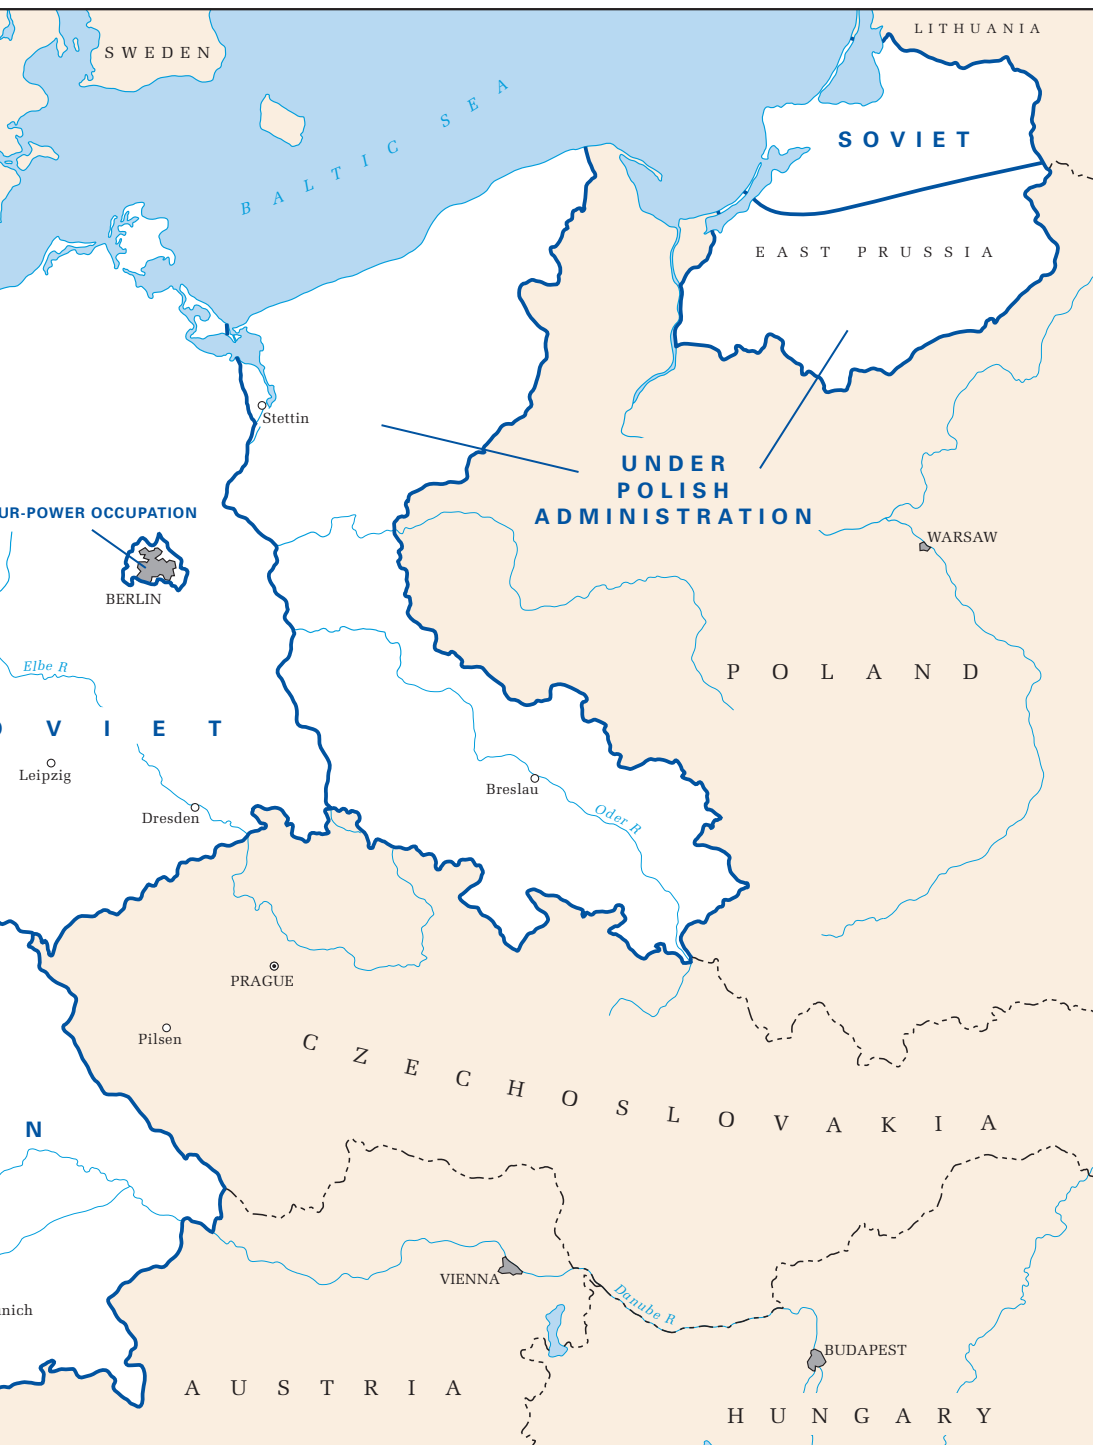 LITHUANIA
SWEDEN
BALTIC SEA
SOVIET
EAST PRUSSIA
Stettin
UNDER
POLISH
ADMINISTRATION
UR-POWER OCCUPATION
WARSAW
BERLIN
Elbe R
POLAND
VIET
Leipzig
Breslau
Dresden
Oder R
PRAGUE
Pilsen
CZECHOSLOVAKIA
N
VIENNA
Danube R
nich
BUDAPEST
AUSTRIA
HUNGARY